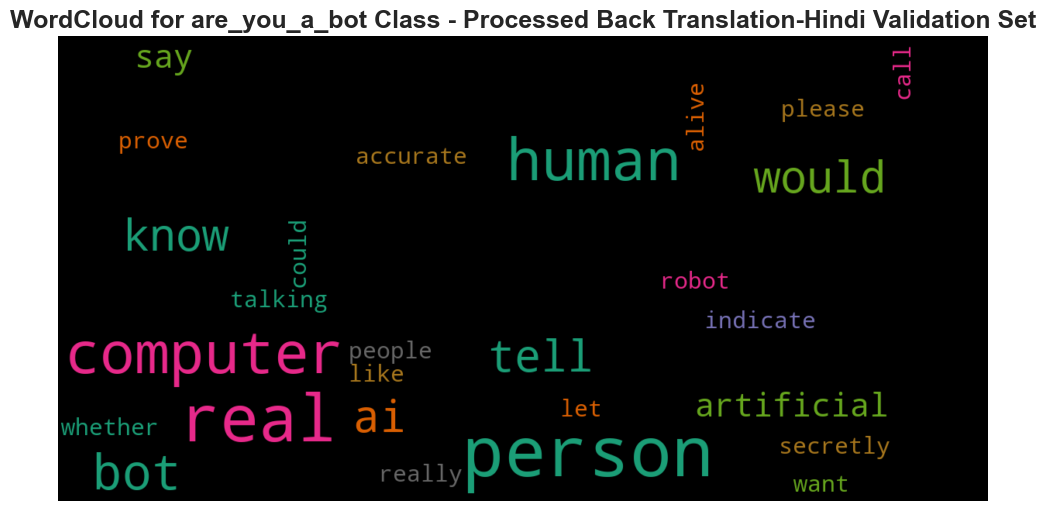 WordCloud for are_you_a_bot Class - Processed Back Translation-Hindi Validation Set
say
call
alive
please
prove
accurate
human
would
know
could
robot
talking
indicate
computer
people
tell
like
real
ai
let
artificial
whether
person
secretly
bot
really
want